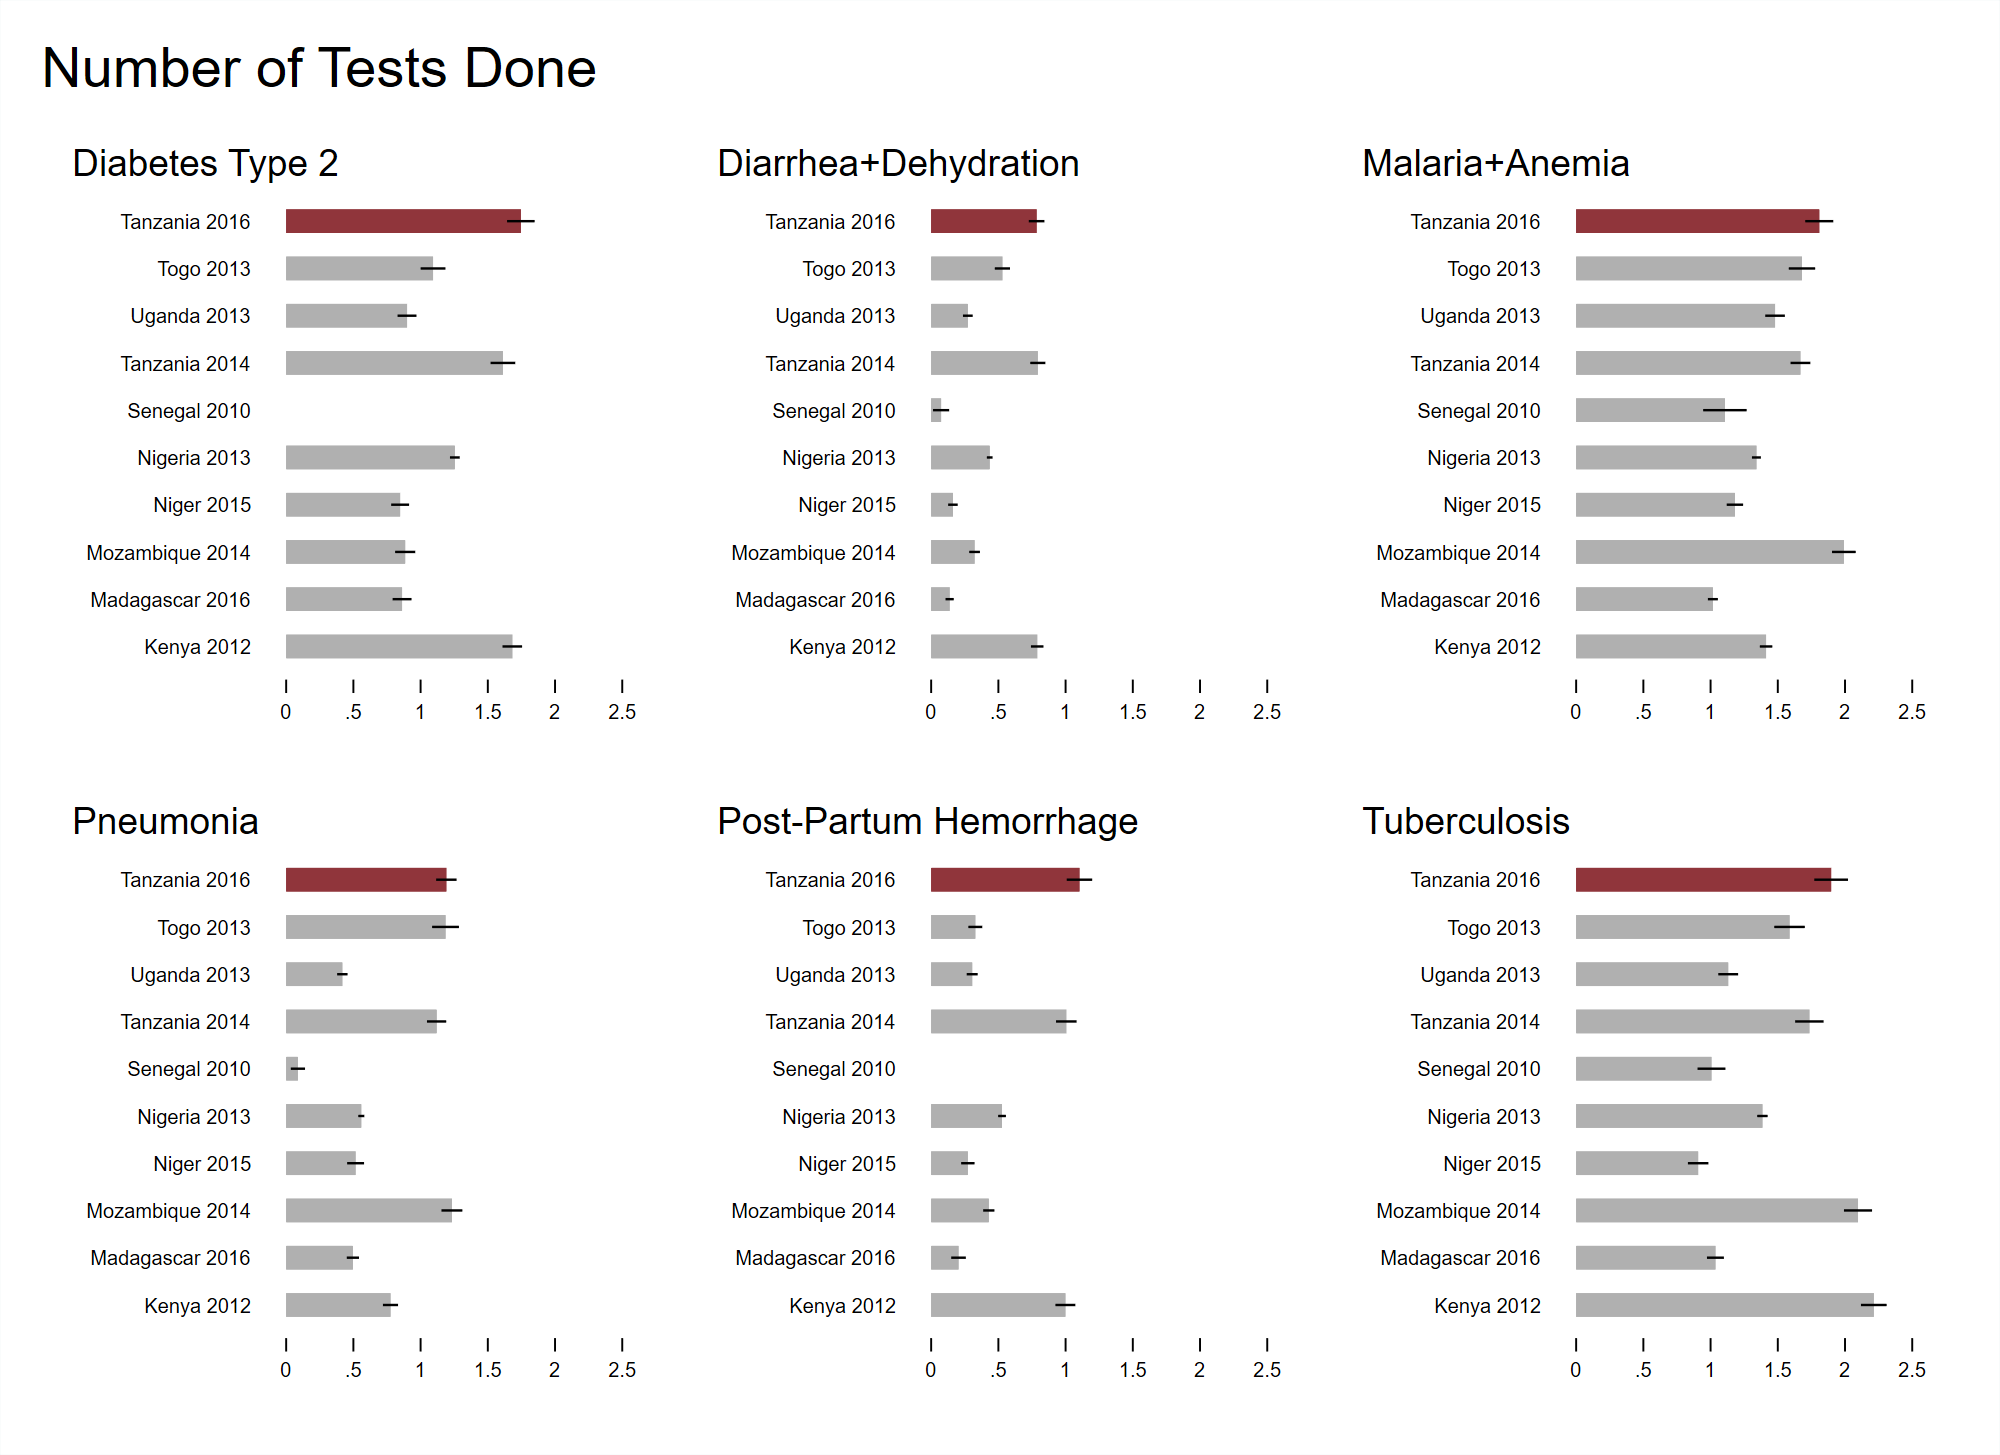 Number of Tests Done
Diabetes Type 2
Tanzania 2016
Togo 2013
Uganda 2013
Tanzania 2014
Senegal 2010
Nigeria 2013
Niger 2015
Mozambique 2014
Madagascar 2016
Kenya 2012
0 .5 1 1.5 2 2.5
Diarrhea+Dehydration
Tanzania 2016
Togo 2013
Uganda 2013
Tanzania 2014
Senegal 2010
Nigeria 2013
Niger 2015
Mozambique 2014
Madagascar 2016
Kenya 2012
0 .5 1 1.5 2 2.5
Malaria+Anemia
Tanzania 2016
Togo 2013
Uganda 2013
Tanzania 2014
Senegal 2010
Nigeria 2013
Niger 2015
Mozambique 2014
Madagascar 2016
Kenya 2012
0 .5 1 1.5 2 2.5
Pneumonia
Tanzania 2016
Togo 2013
Uganda 2013
Tanzania 2014
Senegal 2010
Nigeria 2013
Niger 2015
Mozambique 2014
Madagascar 2016
Kenya 2012
0 .5 1 1.5 2 2.5
Post-Partum Hemorrhage
Tanzania 2016
Togo 2013
Uganda 2013
Tanzania 2014
Senegal 2010
Nigeria 2013
Niger 2015
Mozambique 2014
Madagascar 2016
Kenya 2012
0 .5 1 1.5 2 2.5
Tuberculosis
Tanzania 2016
Togo 2013
Uganda 2013
Tanzania 2014
Senegal 2010
Nigeria 2013
Niger 2015
Mozambique 2014
Madagascar 2016
Kenya 2012
0 .5 1 1.5 2 2.5